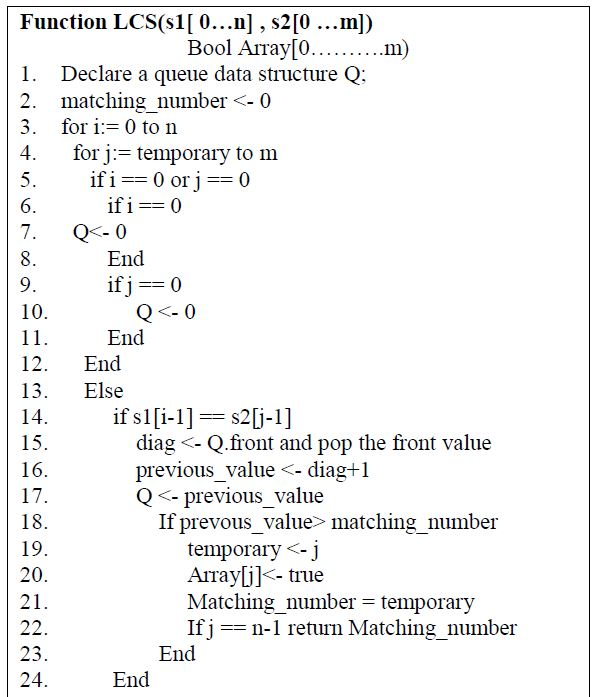 Function LCS(s1[ 0…n] , s2[0 …m])
Bool Array[0……….m)
1. Declare a queue data structure Q;
2. matching_number <- 0
3. for i:= 0 to n
4. for j:= temporary to m
5. if i == 0 or j == 0
6. if i == 0
7. Q<- 0
8. End
9. if j == 0
10. Q <- 0
11. End
12. End
13. Else
14. if s1[i-1] == s2[j-1]
15. diag <- Q.front and pop the front value
16. previous_value <- diag+1
17. Q <- previous_value
18. If prevous_value> matching_number
19. temporary <- j
20. Array[j]<- true
21. Matching_number = temporary
22. If j == n-1 return Matching_number
23. End
24. End